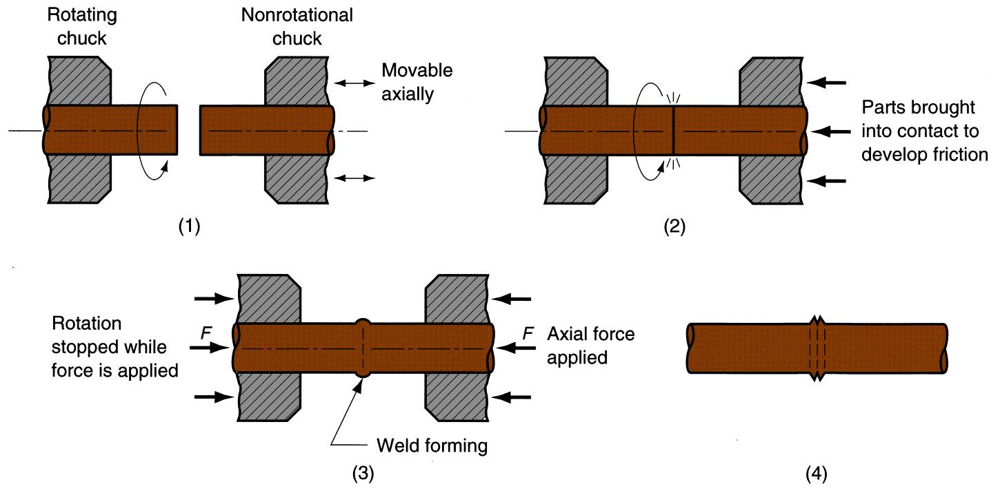 Rotating
chuck
Nonrotational
chuck
Movable
axially
(1)
Parts brought
into contact to
develop friction
(2)
Rotation
stopped while
force is applied
F
F
Axial force
applied
Weld forming
(3)
(4)